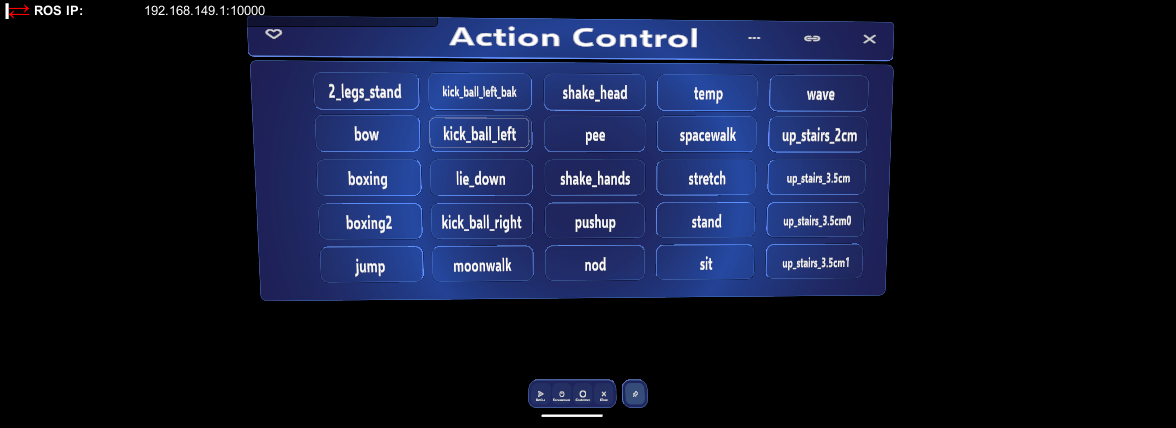 ROS IP: 192.168.149.1:10000
Action Control
2_legs_stand kick_ball_left_bak shake_head temp wave
bow kick_ball_left pee spacewalk up_stairs_2cm
boxing lie_down shake_hands stretch up_stairs_3.5cm
boxing2 kick_ball_right pushup stand up_stairs_3.5cm0
jump moonwalk nod sit up_stairs_3.5cm1